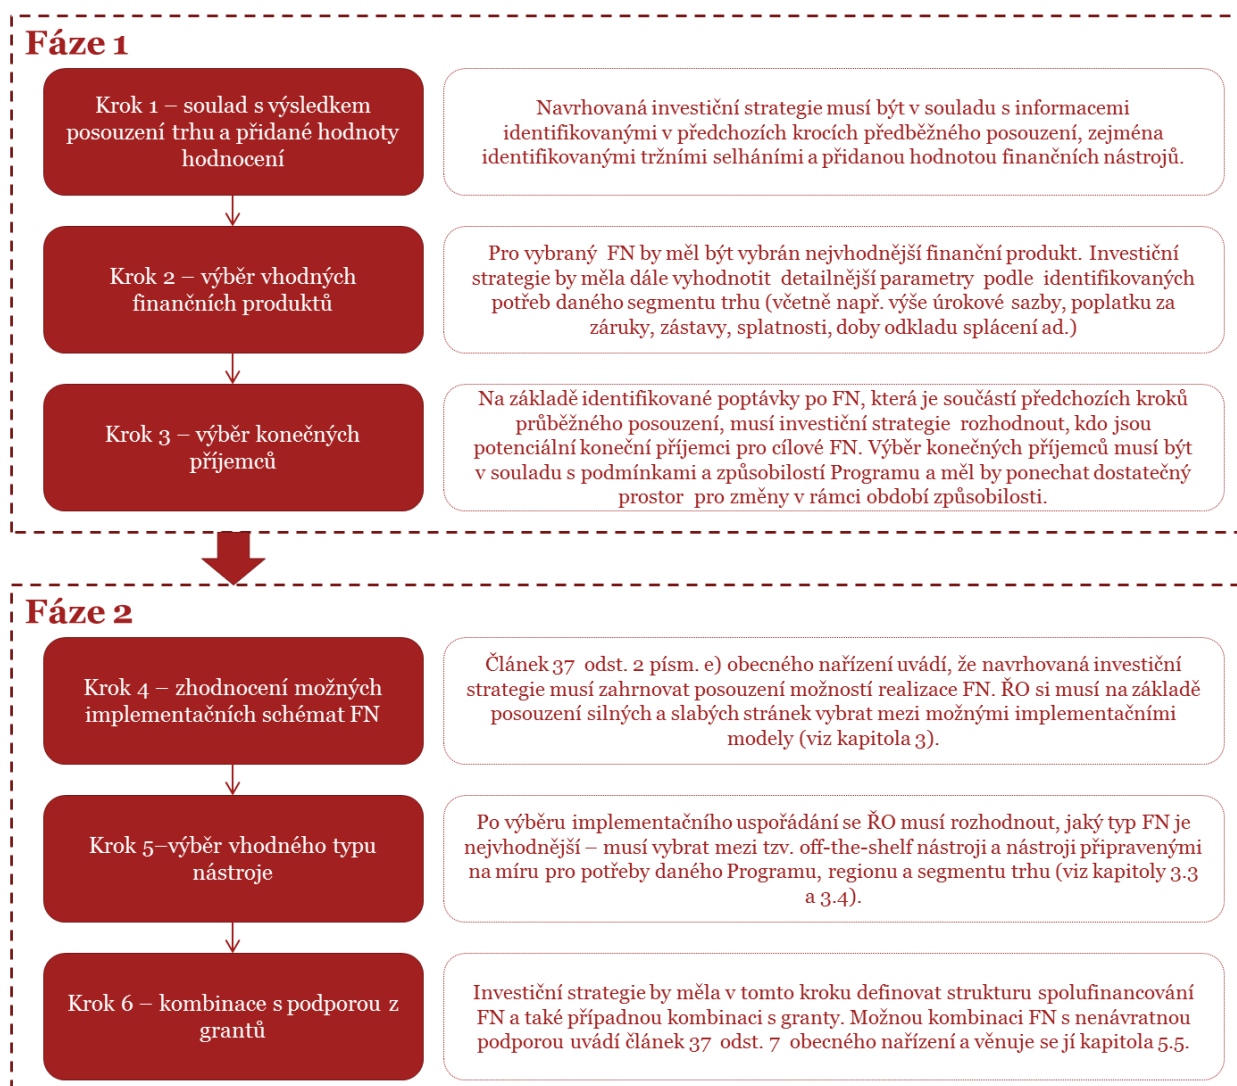 Fáze 1
Krok 1 – soulad s výsledkem
posouzení trhu a přidané hodnoty
hodnocení
Navrhovaná investiční strategie musí být v souladu s informacemi
identifikovanými v předchozích krocích předběžného posouzení, zejména
identifikovanými tržními selháními a přidanou hodnotou finančních nástrojů.
Krok 2 – výběr vhodných
finančních produktů
Pro vybraný FN by měl být vybrán nejvhodnější finanční produkt. Investiční
strategie by měla dále vyhodnotit detailnější parametry podle identifikovaných
potřeb daného segmentu trhu (včetně např. výše úrokové sazby, poplatku za
záruky, zástavy, splatnosti, doby odkladu splácení ad.)
Krok 3 – výběr konečných
příjemců
Na základě identifikované poptávky po FN, která je součástí předchozích kroků
průběžného posouzení, musí investiční strategie rozhodnout, kdo jsou
potenciální koneční příjemci pro cílové FN. Výběr konečných příjemců musí být
v souladu s podmínkami a způsobilostí Programu a měl by ponechat dostatečný
prostor pro změny v rámci období způsobilosti.
Fáze 2
Krok 4 – zhodnocení možných
implementačních schémat FN
Článek 37 odst. 2 písm. e) obecného nařízení uvádí, že navrhovaná investiční
strategie musí zahrnovat posouzení možností realizace FN. ŘO si musí na základě
posouzení silných a slabých stránek vybrat mezi možnými implementačními
modely (viz kapitola 3).
Krok 5–výběr vhodného typu
nástroje
Po výběru implementačního uspořádání se ŘO musí rozhodnout, jaký typ FN je
nejvhodnější – musí vybrat mezi tzv. off-the-shelf nástroji a nástroji připravenými
na míru pro potřeby daného Programu, regionu a segmentu trhu (viz kapitoly 3.3
a 3.4).
Krok 6 – kombinace s podporou z
grantů
Investiční strategie by měla v tomto kroku definovat strukturu spolufinancování
FN a také případnou kombinaci s granty. Možnou kombinaci FN s nenávratnou
podporou uvádí článek 37 odst. 7 obecného nařízení a věnuje se jí kapitola 5.5.